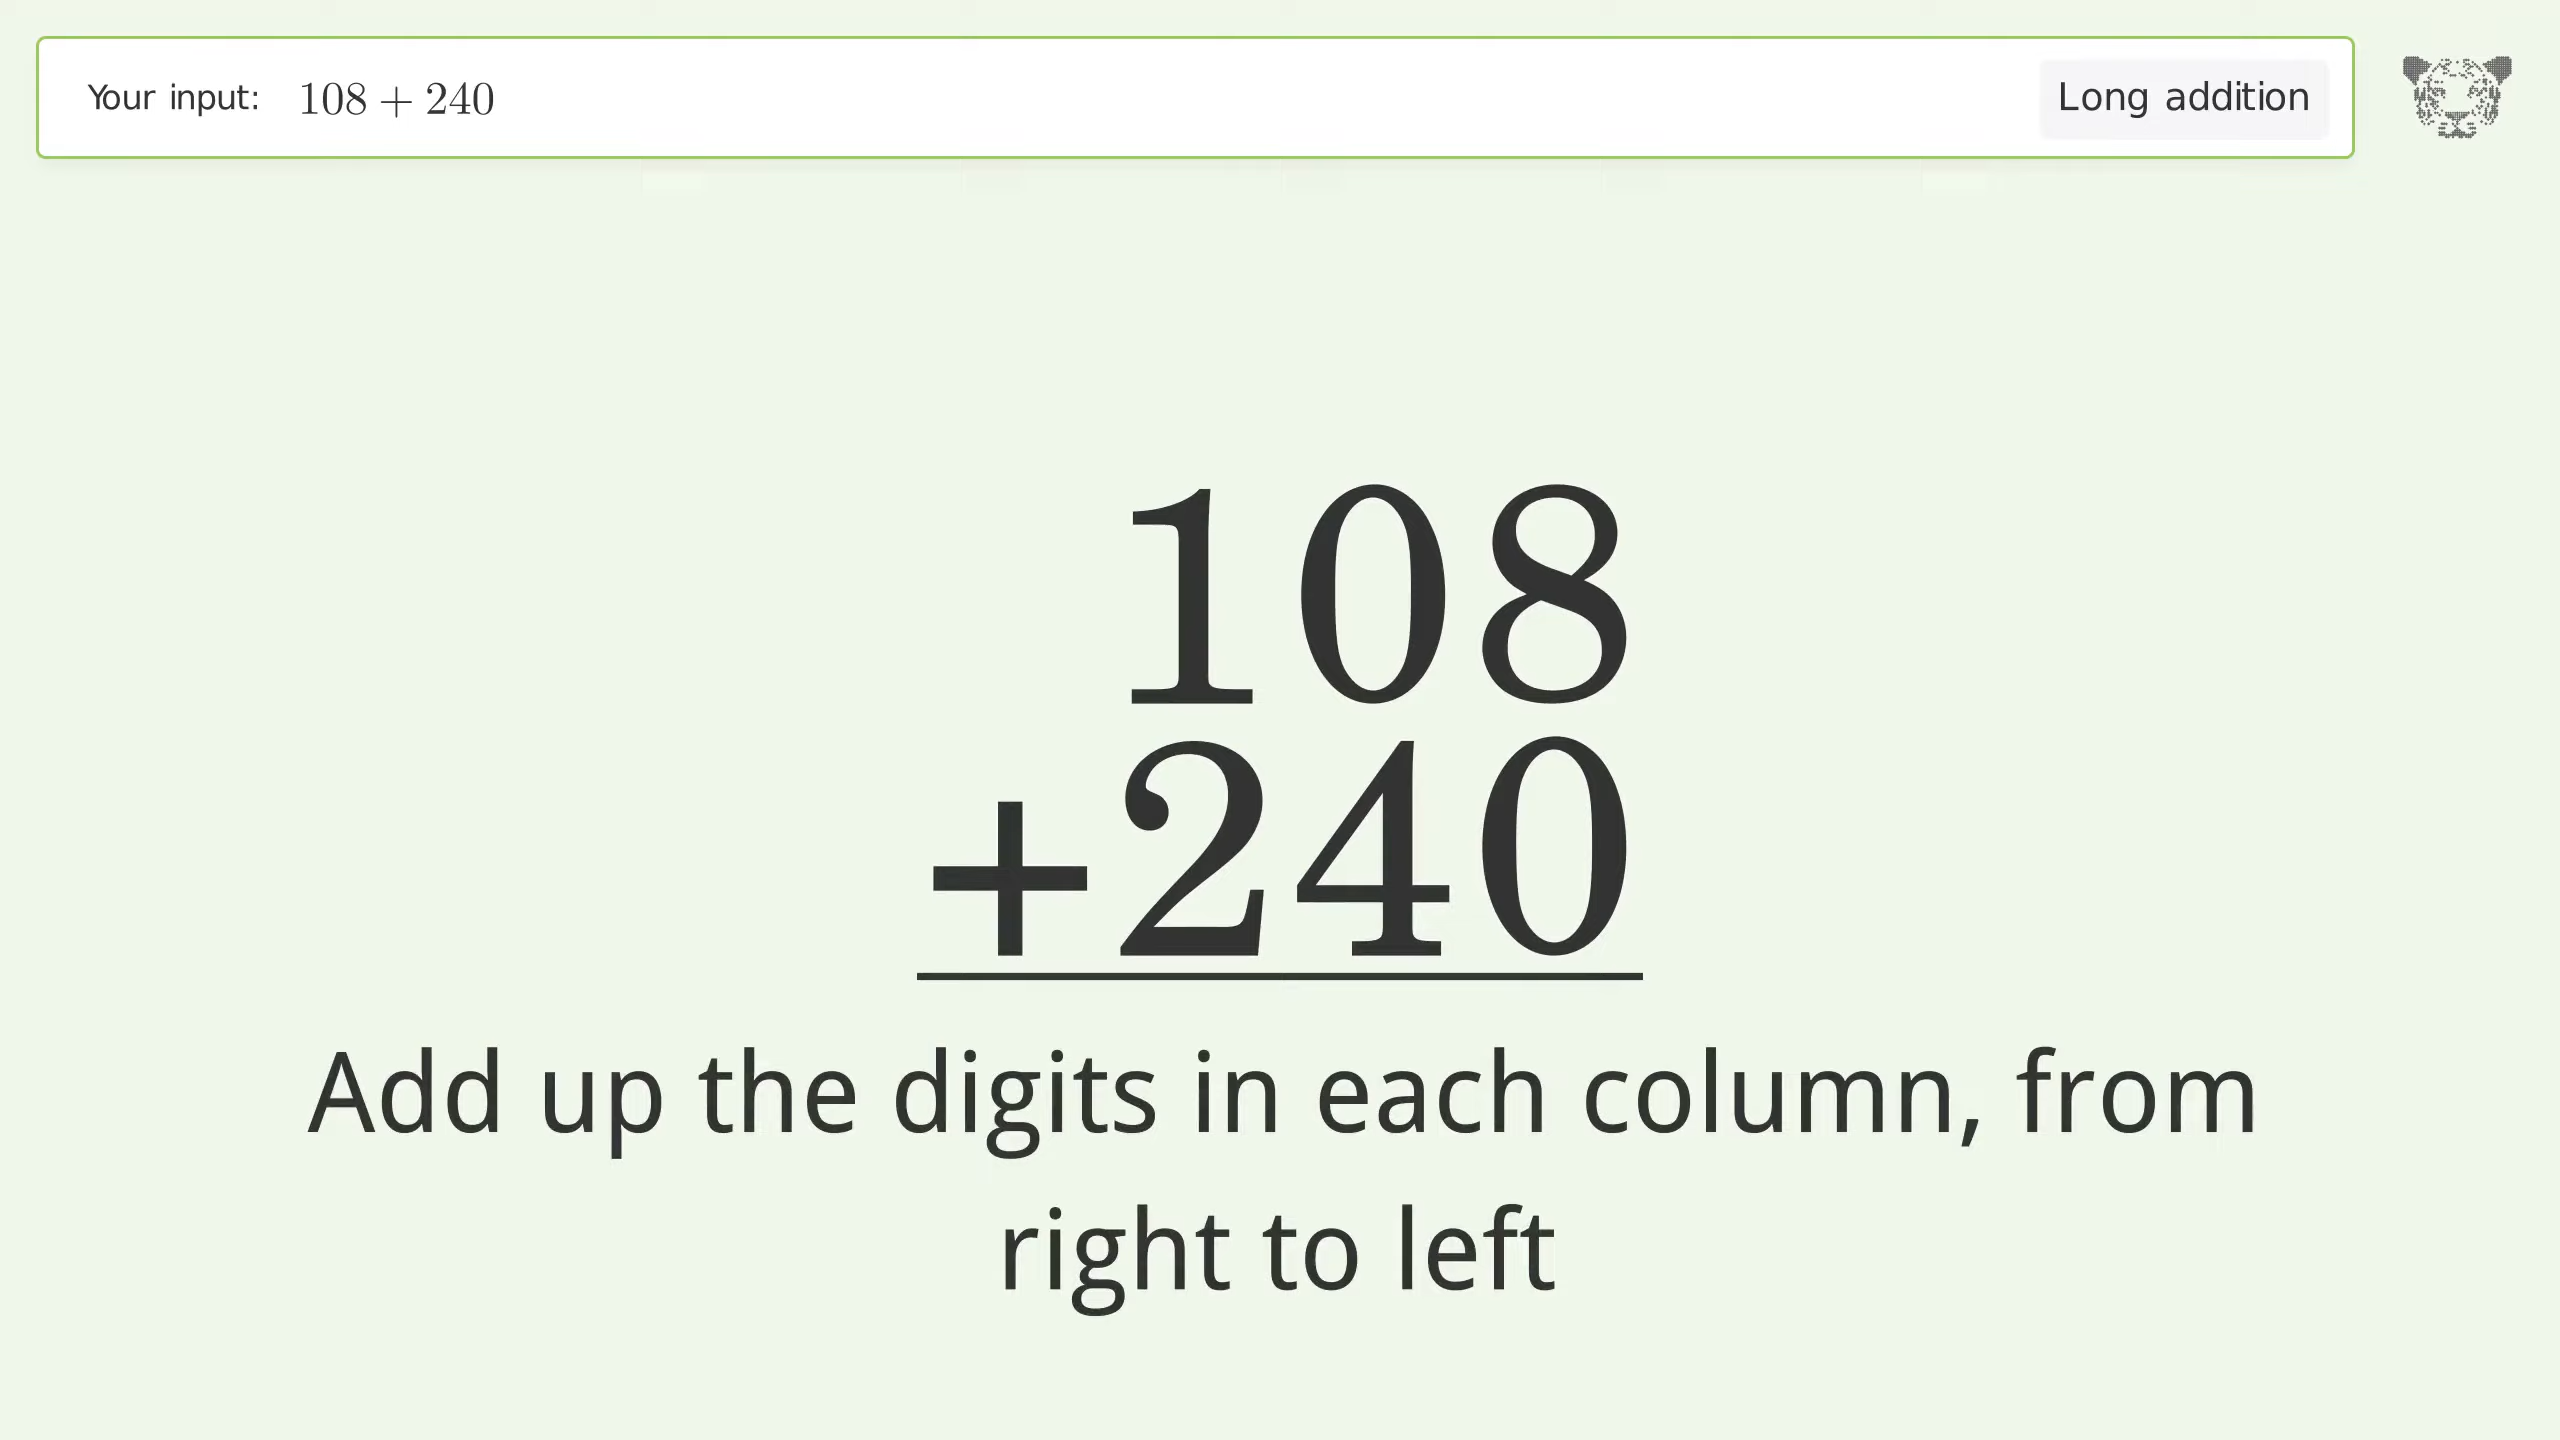 Your input: 108 + 240
Long addition
108
+240
Add up the digits in each column, from
right to left